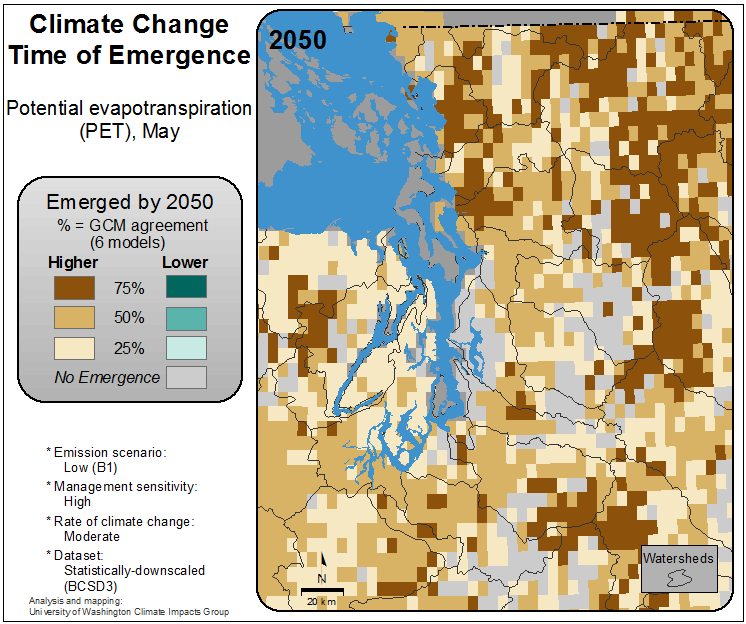 Climate Change
Time of Emergence
Potential evapotranspiration
(PET), May
Emerged by 2050
% = GCM agreement
(6 models)
Higher Lower
75%
50%
25%
No Emergence
* Emission scenario:
Low (B1)
* Management sensitivity:
High
* Rate of climate change:
Moderate
* Dataset:
Statistically-downscaled
(BCSD3)
Analysis and mapping:
University of Washington Climate Impacts Group
2050
N
20 km
Watersheds